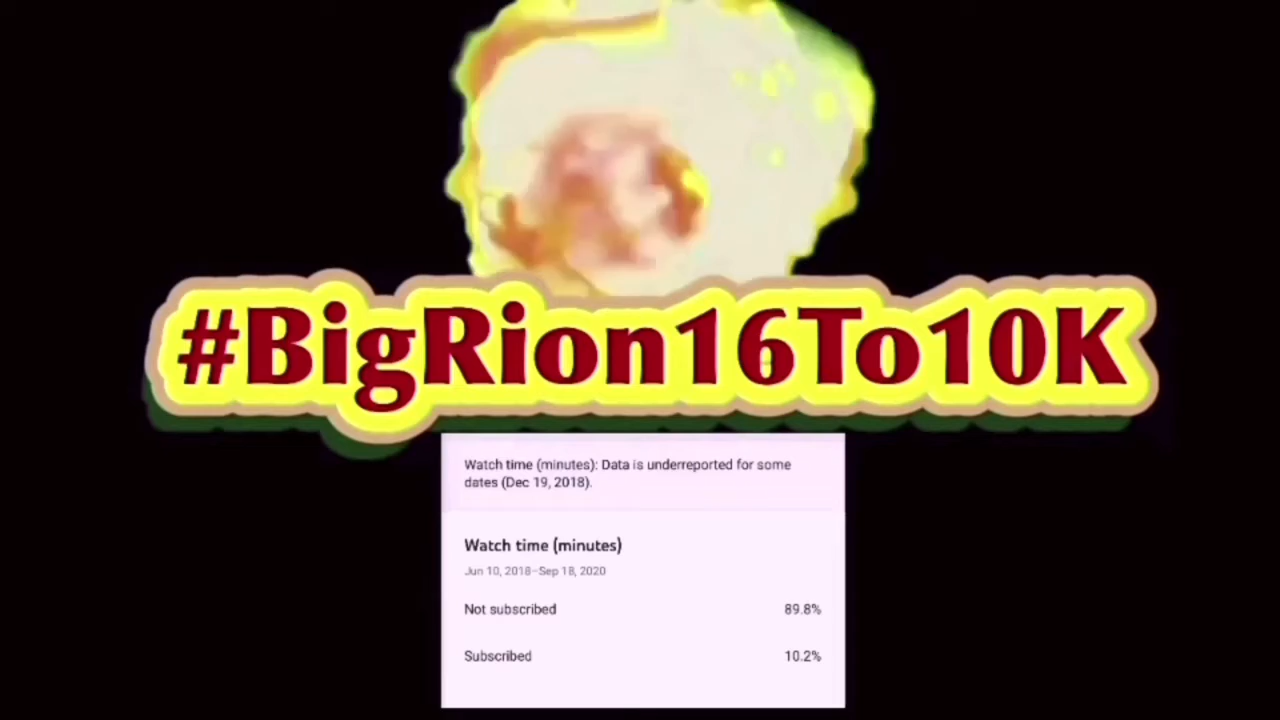 #BigRion16To10K
Watch time (minutes): Data is underreported for some
dates (Dec 19, 2018).
Watch time (minutes)
Jun 10, 2018–Sep 18, 2020
Not subscribed 89.8%
Subscribed 10.2%